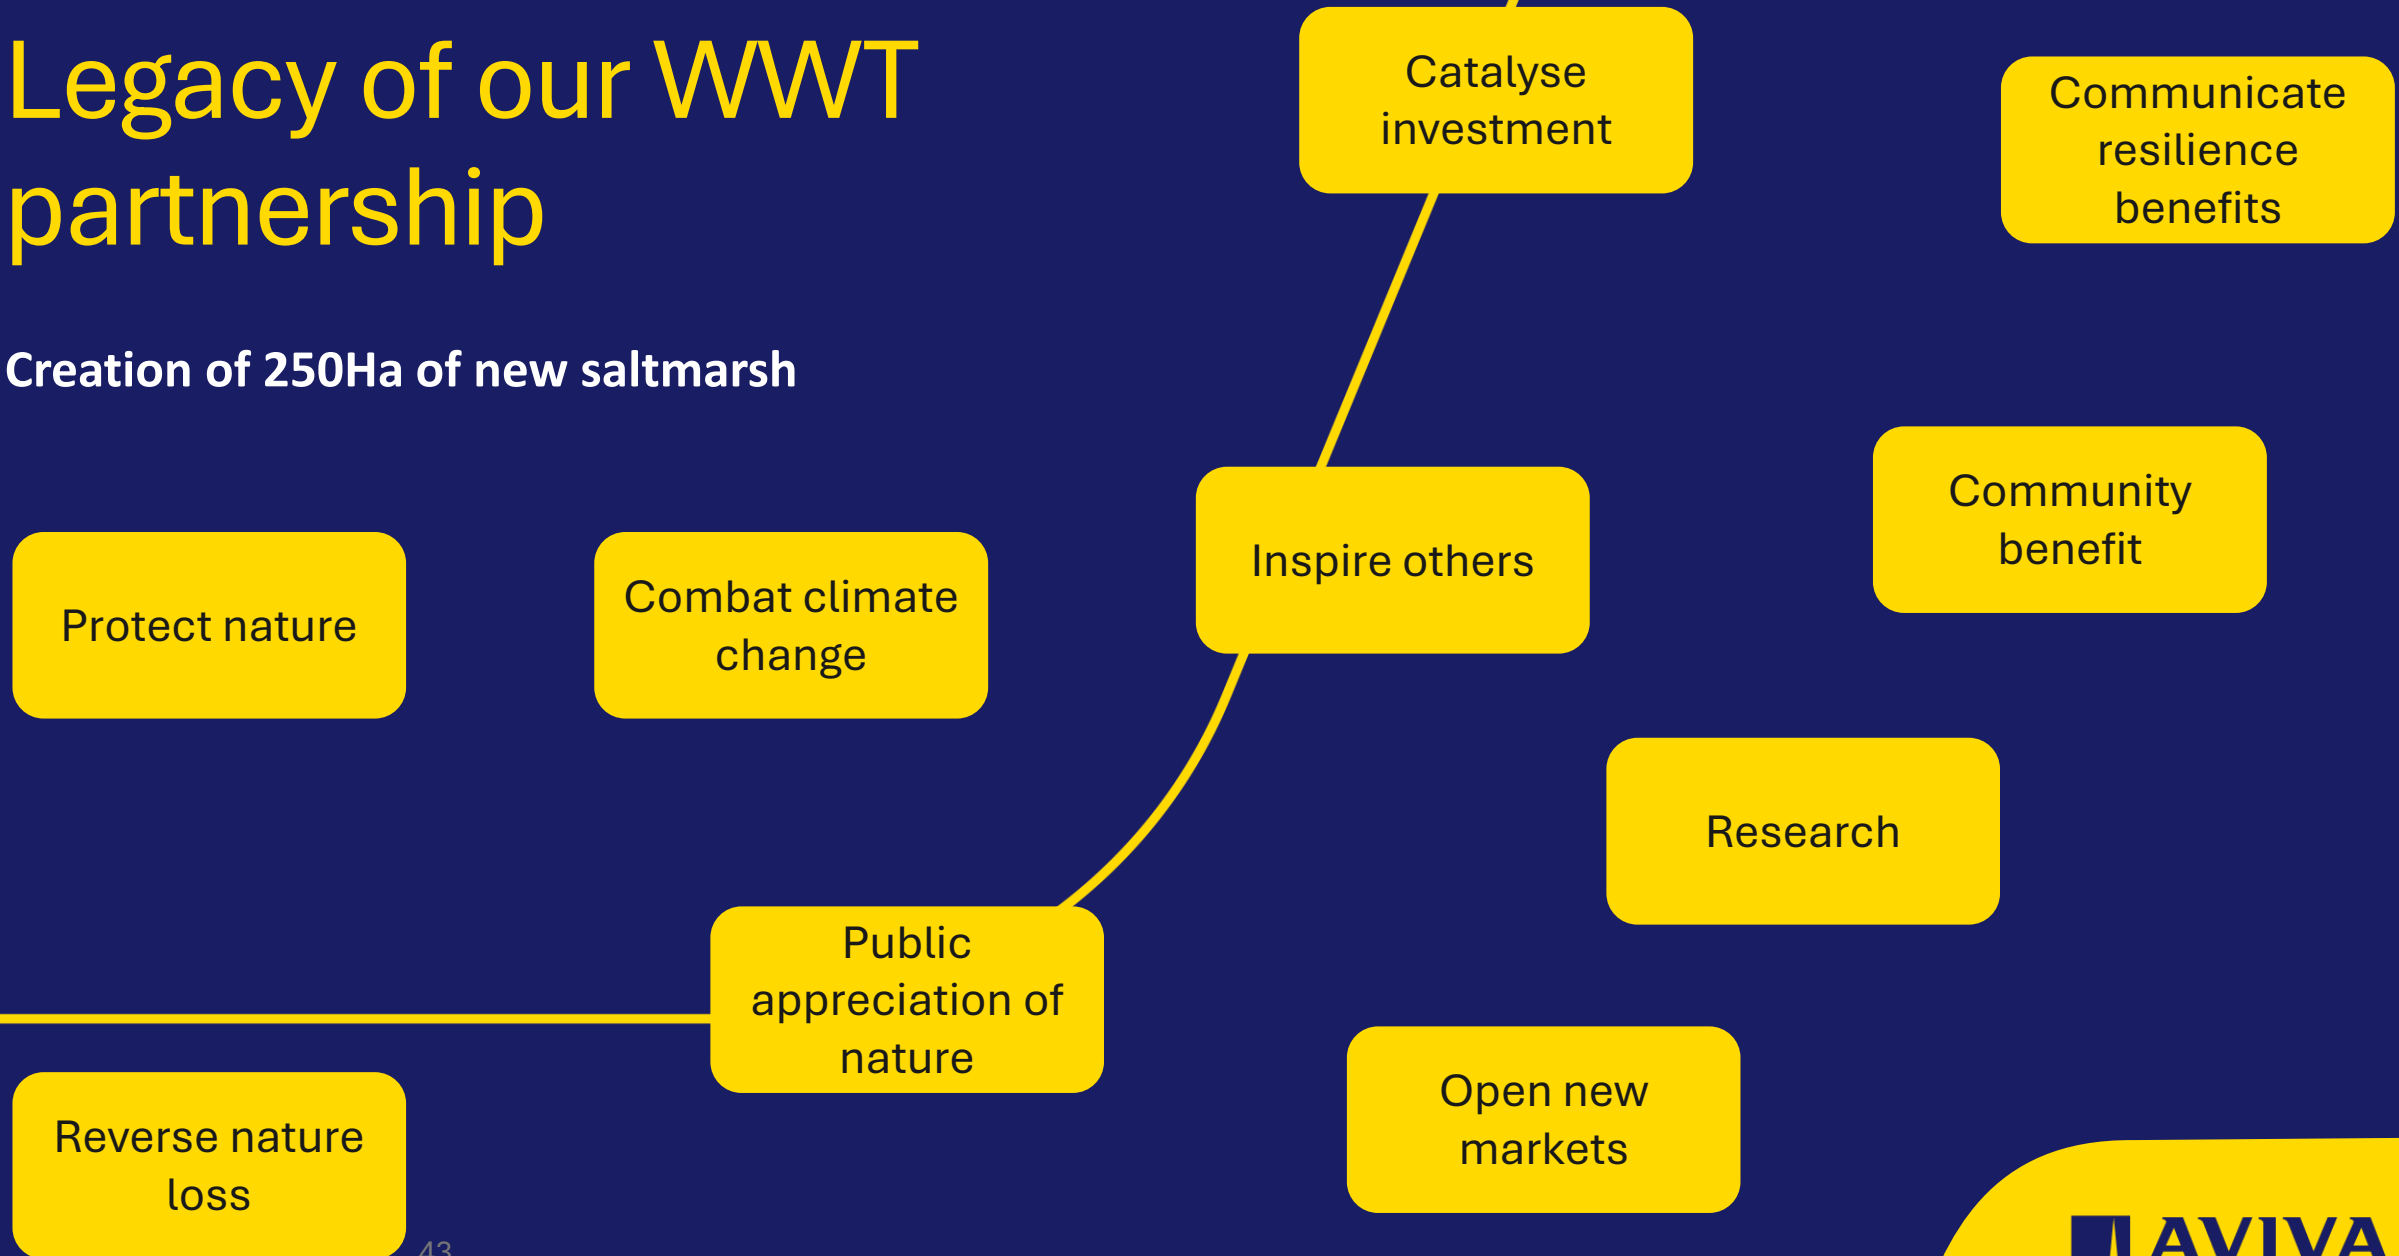 Legacy of our WWT
partnership
Creation of 250Ha of new saltmarsh
Catalyse
investment
Communicate
resilience
benefits
Inspire others
Community
benefit
Protect nature
Combat climate
change
Research
Public
appreciation of
nature
Open new
markets
Reverse nature
loss
43
AVIVA